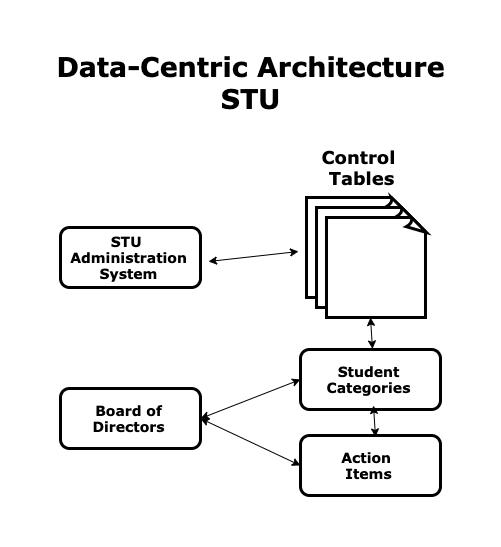 Data-Centric Architecture
STU
Control
Tables
STU
Administration
System
Student
Categories
Board of
Directors
Action
Items